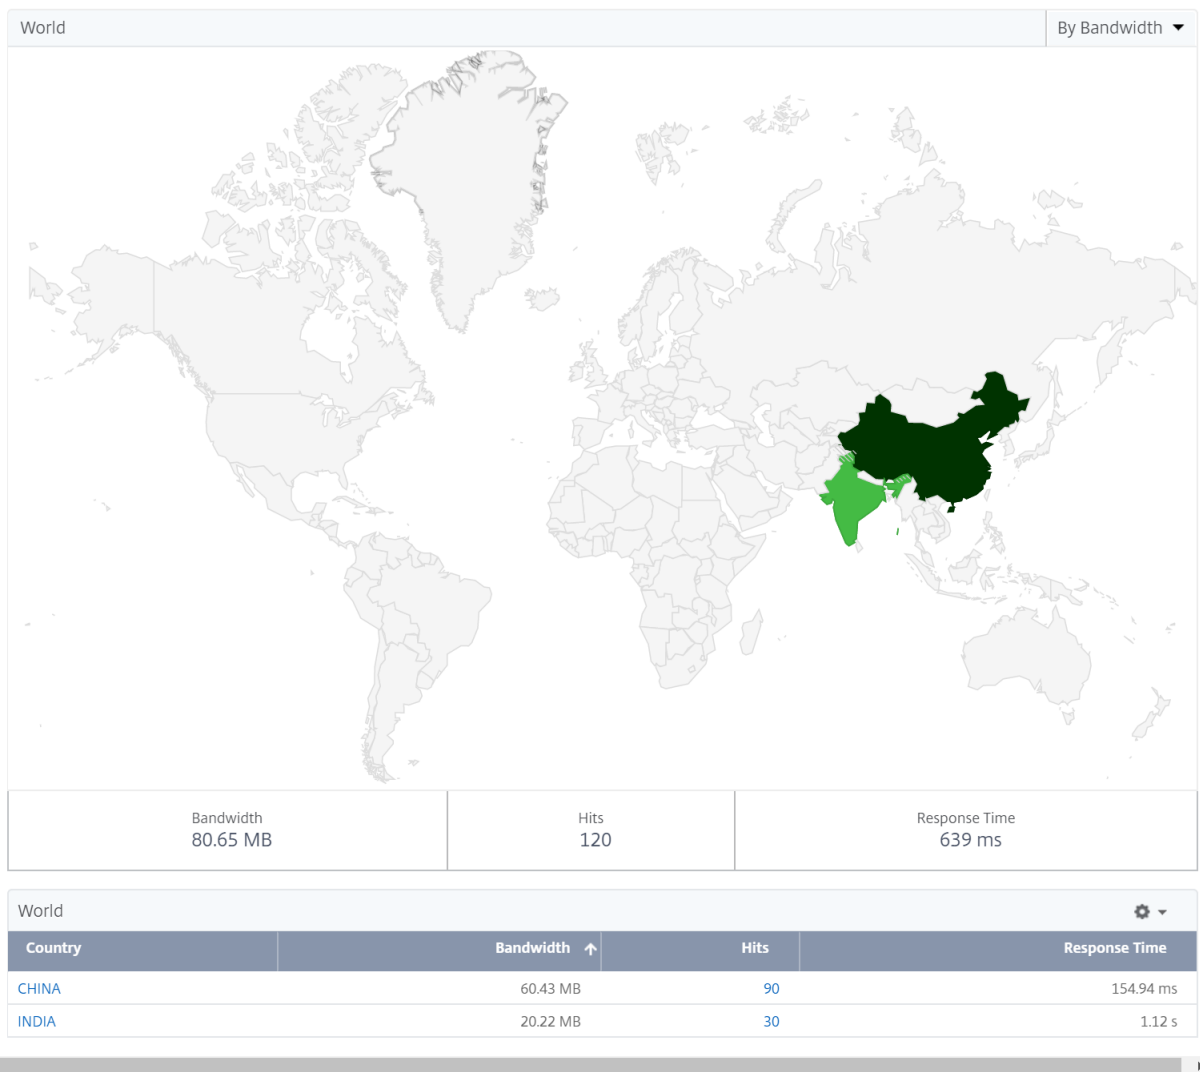 World By Bandwidth
Bandwidth Hits Response Time
80.65 MB 120 639 ms
World
Country Bandwidth Hits Response Time
CHINA 60.43 MB 90 154.94 ms
INDIA 20.22 MB 30 1.12 s